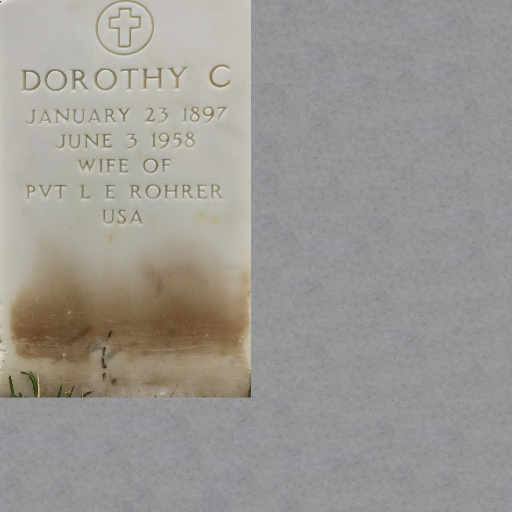 DOROTHY C
JANUARY 23 1897
JUNE 3 1958
WIFE OF
PVT L E ROHRER
USA